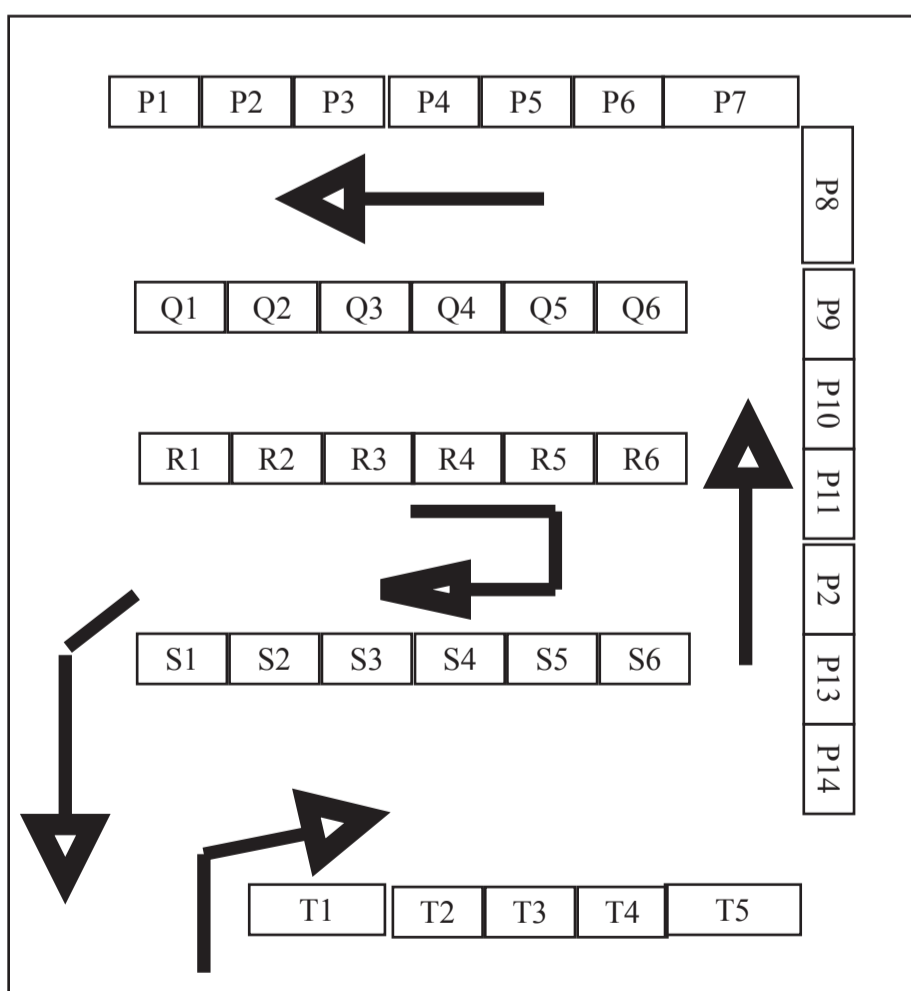 P1 P2 P3 P4 P5 P6 P7
P8
Q1 Q2 Q3 Q4 Q5 Q6
P9
P10
R1 R2 R3 R4 R5 R6
P11
P2
S1 S2 S3 S4 S5 S6
P13
P14
T1 T2 T3 T4 T5